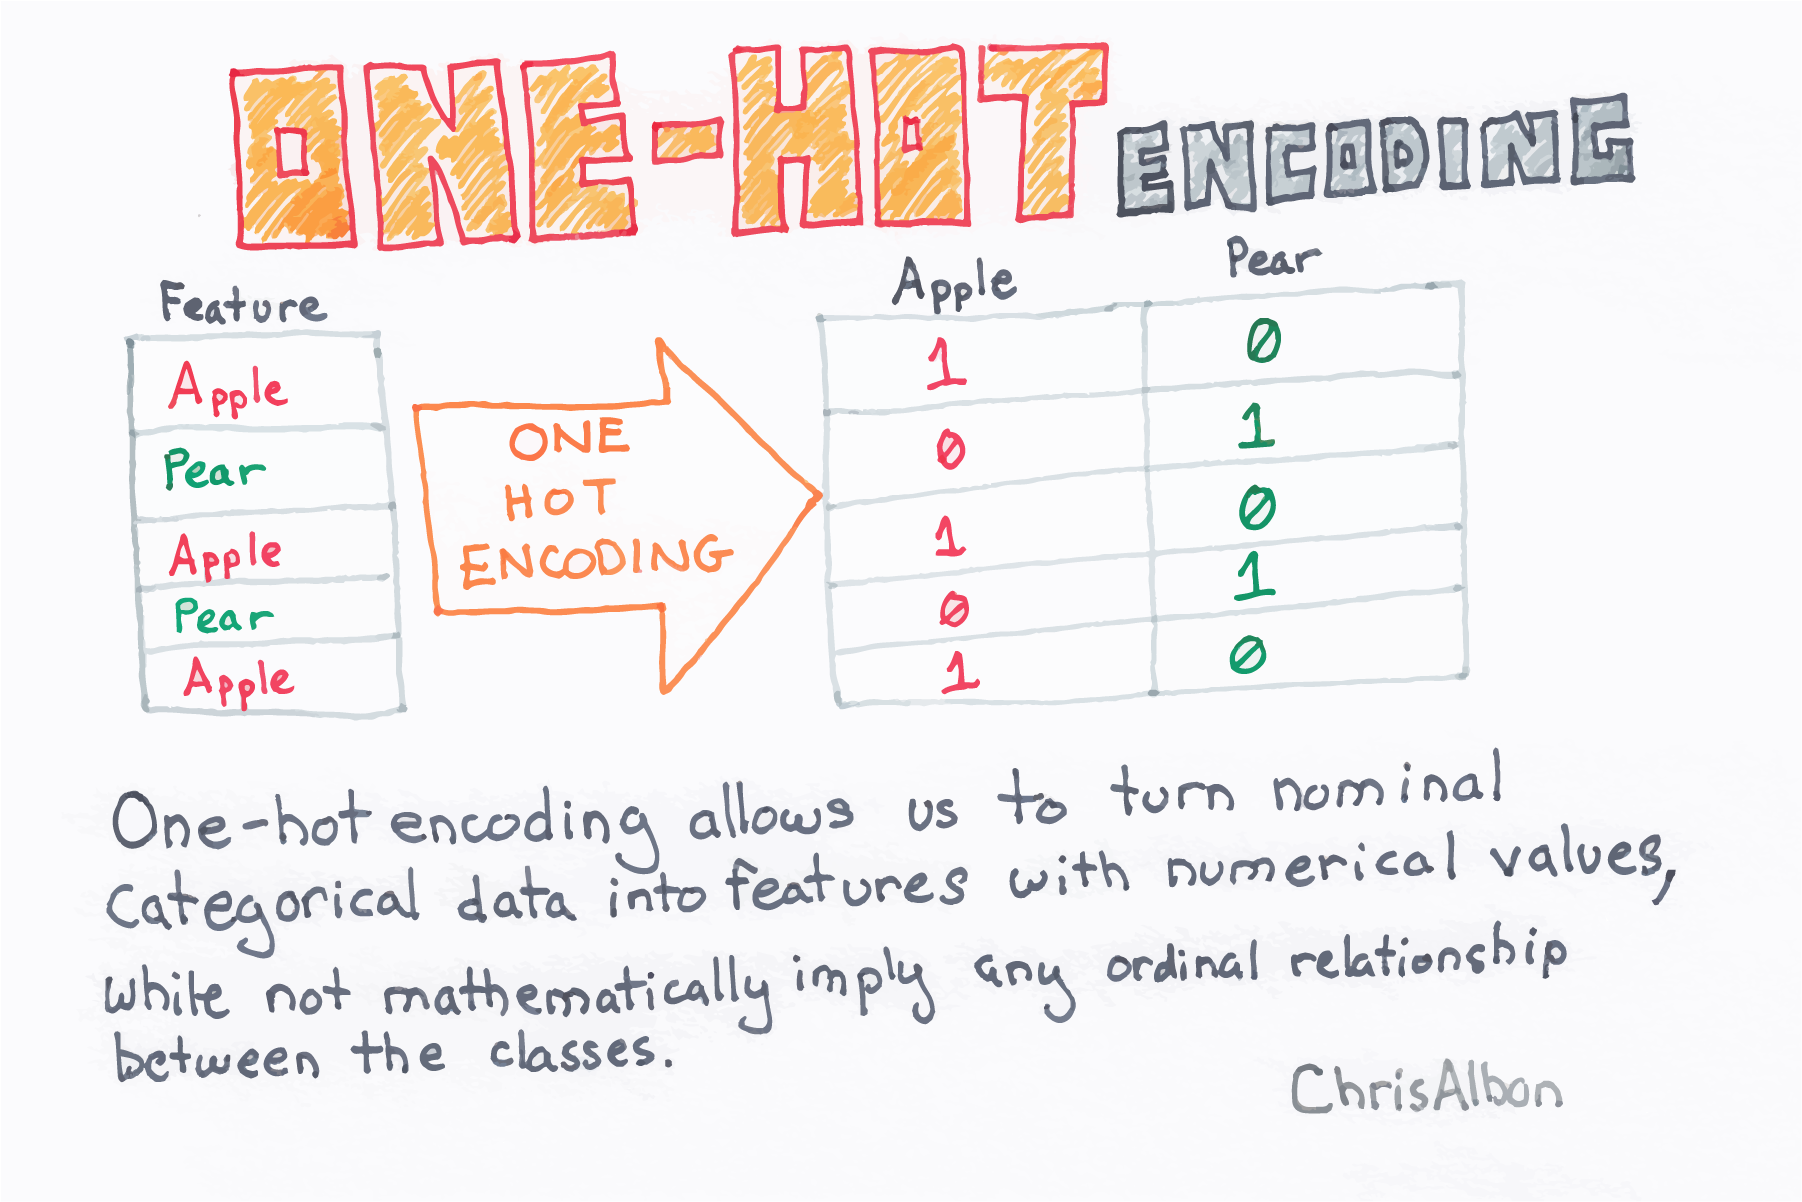 ONE-HOT ENCODING
Feature
Apple
Pear
Apple
Pear
Apple
ONE
HOT
ENCODING
Apple Pear
1 0
0 1
1 0
0 1
1 0
One-hot encoding allows us to turn nominal
categorical data into features with numerical values,
while not mathematically imply any ordinal relationship
between the classes.
ChrisAlbon